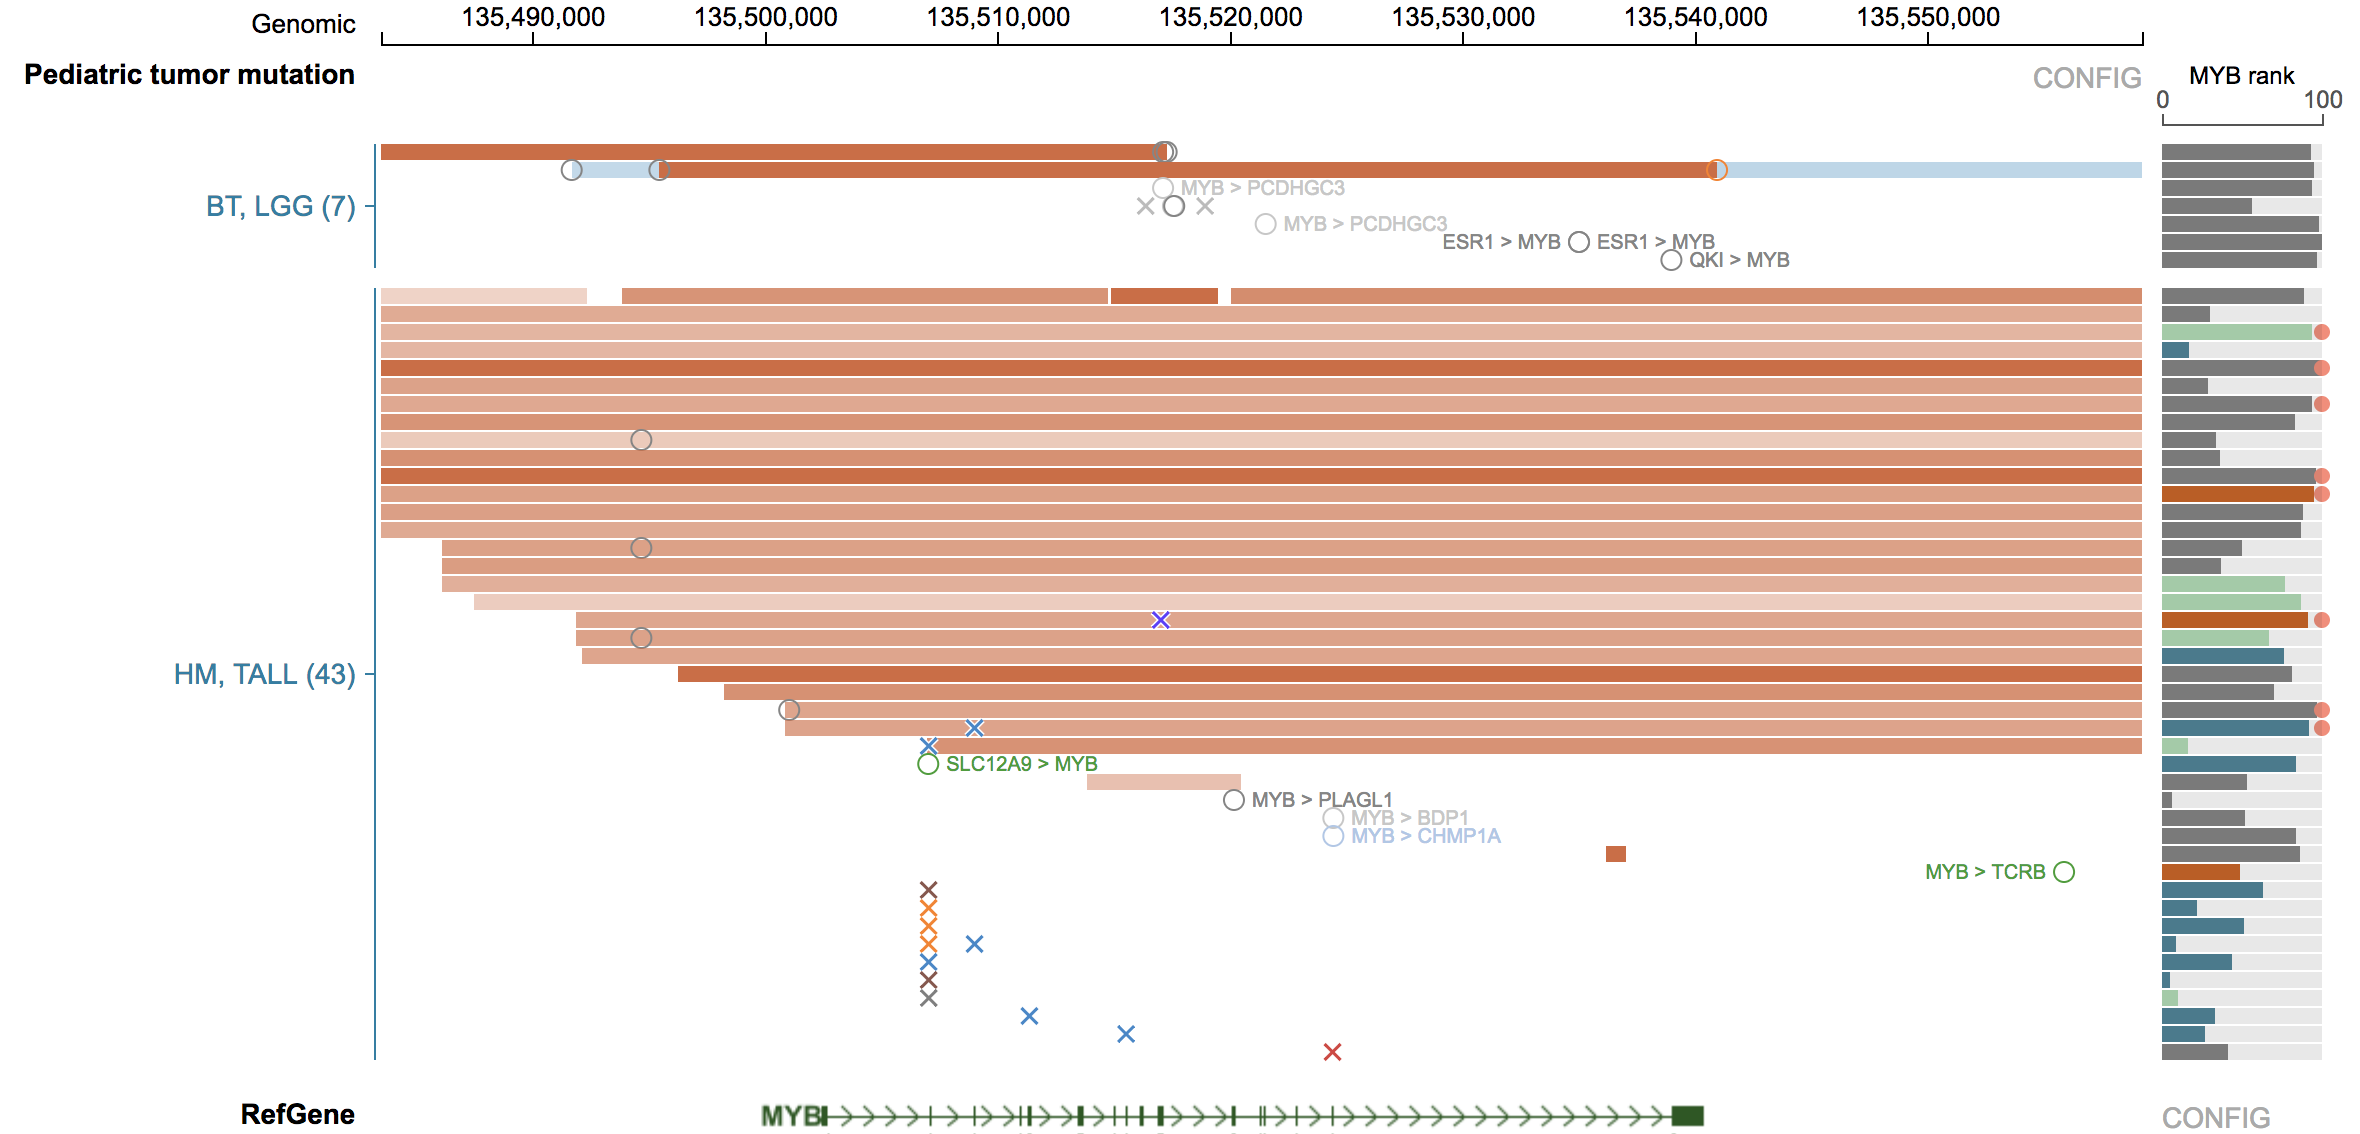 Genomic 135,490,000 135,500,000 135,510,000 135,520,000 135,530,000 135,540,000 135,550,000
Pediatric tumor mutation CONFIG MYB rank
0 100
MYB > PCDHGC3
BT, LGG (7)
MYB > PCDHGC3
ESR1 > MYB ESR1 > MYB
QKI > MYB
HM, TALL (43)
SLC12A9 > MYB
MYB > PLAGL1
MYB > BDP1
MYB > CHMP1A
MYB > TCRB
RefGene MYB CONFIG